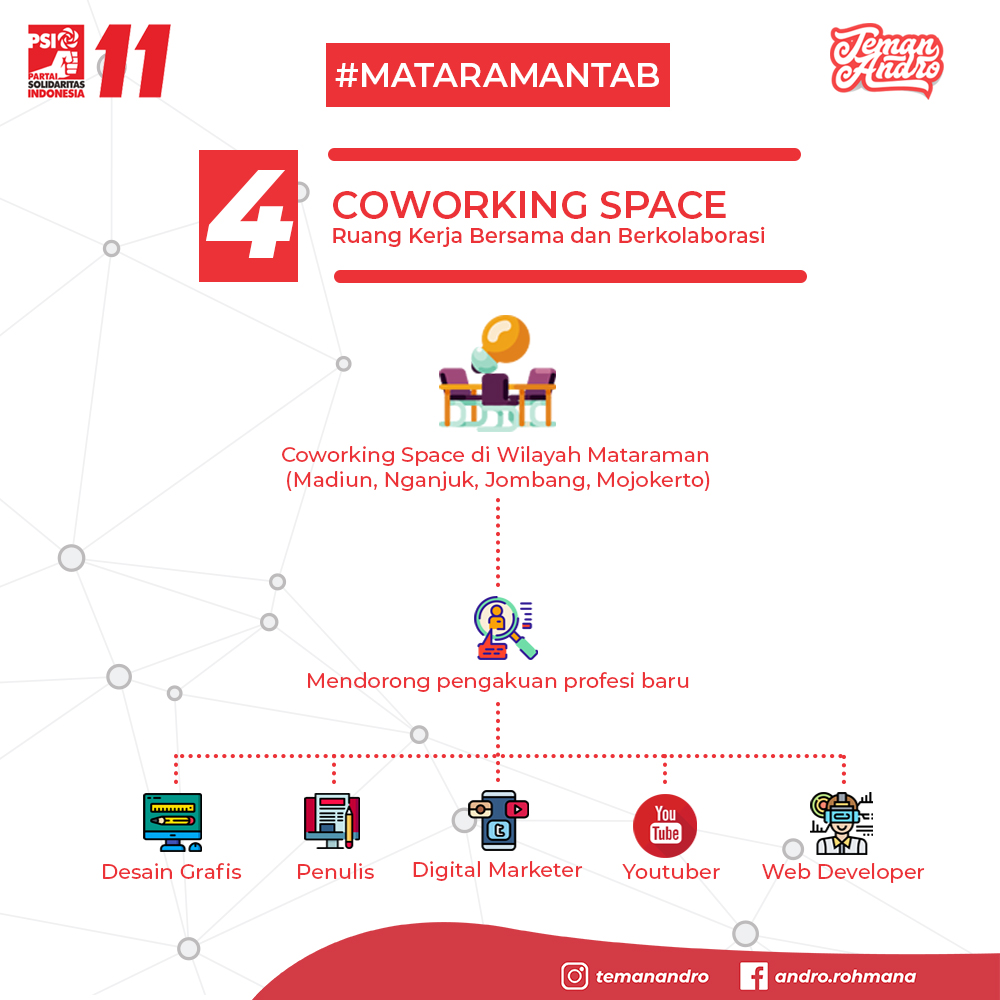 PSI
PARTAI
SOLIDARITAS
INDONESIA
11
#MATARAMANTAB
Teman
Andro
4
COWORKING SPACE
Ruang Kerja Bersama dan Berkolaborasi
Coworking Space di Wilayah Mataraman
(Madiun, Nganjuk, Jombang, Mojokerto)
Mendorong pengakuan profesi baru
You
Tube
Desain Grafis
Penulis
Digital Marketer
Youtuber
Web Developer
temanandro
andro.rohmana